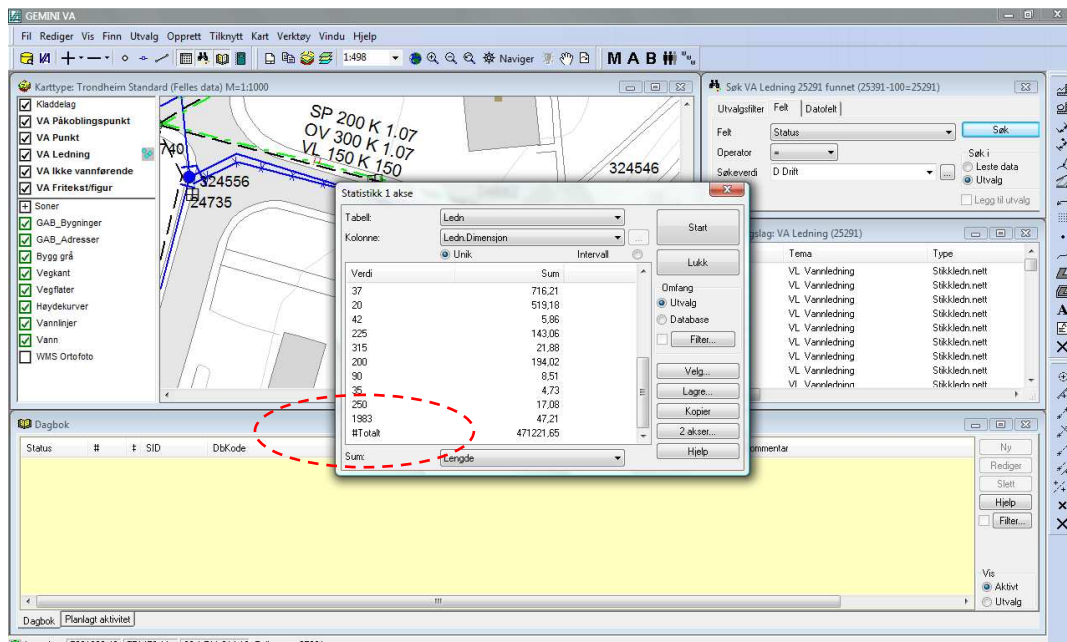 GEMINI VA
Fil Rediger Vis Finn Utvalg Opprett Tilknytt Kart Verktøy Vindu Hjelp
1:498 Naviger M A B
Karttype: Trondheim Standard (Felles data) M=1:1000
Kladdelag
VA Påkoblingspunkt
VA Punkt
VA Ledning
VA Ikke vannførende
VA Fritekst/figur
Soner
GAB_Bygninger
GAB_Adresser
Bygg grå
Vegkant
Vegflater
Høydekurver
Vannlinjer
Vann
WMS Ortofoto
SP 200 K 1.07
OV 300 K 1.07
VL 150 K 150
740
324556
24735
324546
Søk VA Ledning 25291 funnet (25391-100=25291)
Utvalgsfilter Felt Datofelt
Felt Status Søk
Operator =
Søkeverdi D Drift ...
Søk i
Leste data
Utvalg
Legg til utvalg
gslag: VA Ledning (25291)
Tema Type
VL Vannledning Stikkledn.nett
VL Vannledning Stikkledn.nett
VL Vannledning Stikkledn.nett
VL Vannledning Stikkledn.nett
VL Vannledning Stikkledn.nett
VL Vannledning Stikkledn.nett
VL Vannledning Stikkledn.nett
VL Vannledning Stikkledn.nett
VL Vannledning Stikkledn.nett
Statistikk 1 akse
Tabell: Ledn
Kolonne: Ledn.Dimensjon ...
Unik Intervall
Verdi Sum
37 716,21
20 519,18
42 5,86
225 143,06
315 21,88
200 194,02
90 8,51
35 4,73
250 17,08
1983 47,21
#Totalt 471221,65
Sum: Lengde
Start
Lukk
Omfang
Utvalg
Database
Filter...
Velg...
Lagre...
Kopier
2 akser...
Hjelp
Dagbok
Status # ‡ SID DbKode
ommentar
Ny
Rediger
Slett
Hjelp
Filter...
Vis
Aktivt
Utvalg
Dagbok Planlagt aktivitet